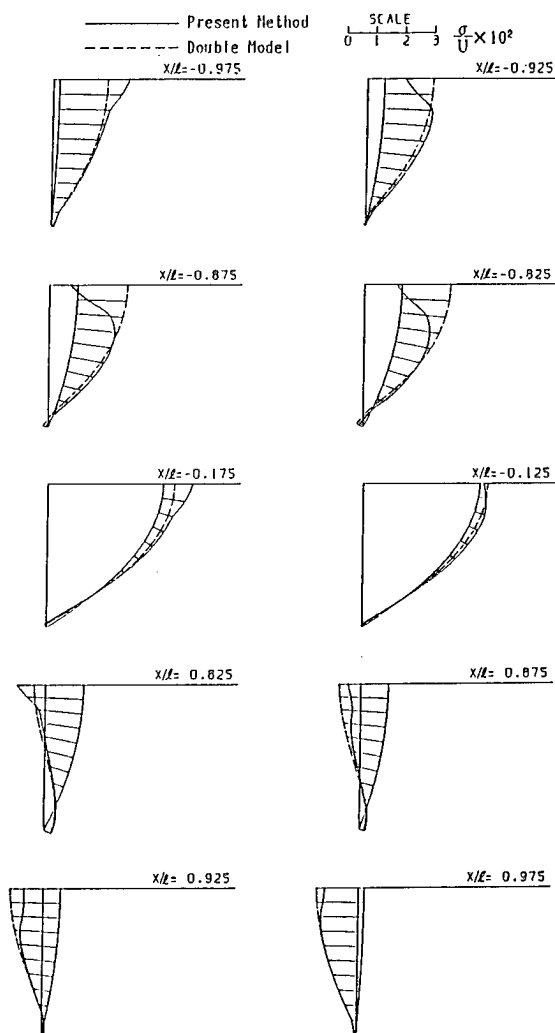 Present Method
Double Model
SCALE
0 1 2 3
σ/U×10²
X/ℓ=-0.975
X/ℓ=-0.925
X/ℓ=-0.875
X/ℓ=-0.825
X/ℓ=-0.175
X/ℓ=-0.125
X/ℓ= 0.825
X/ℓ= 0.875
X/ℓ= 0.925
X/ℓ= 0.975